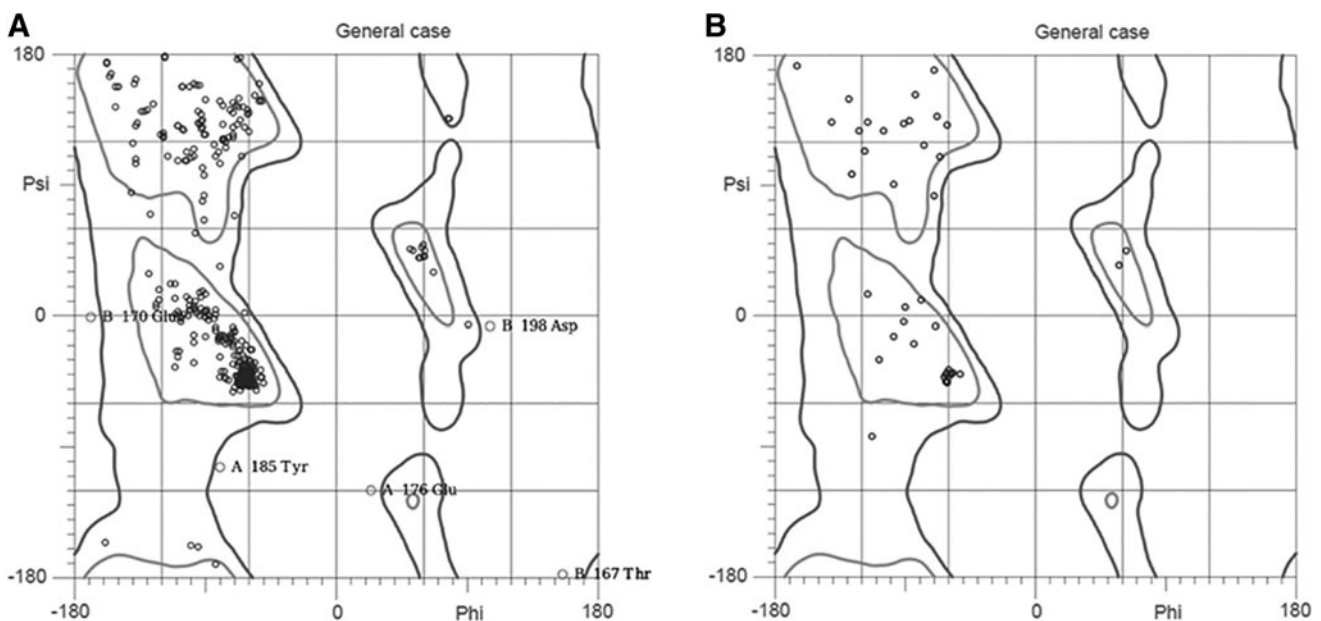 A
General case
180
Psi
0
-180
B 170 Glu
B 198 Asp
A 185 Tyr
A 176 Glu
B 167 Thr
-180
0
Phi
180
B
General case
180
Psi
0
-180
-180
0
Phi
180